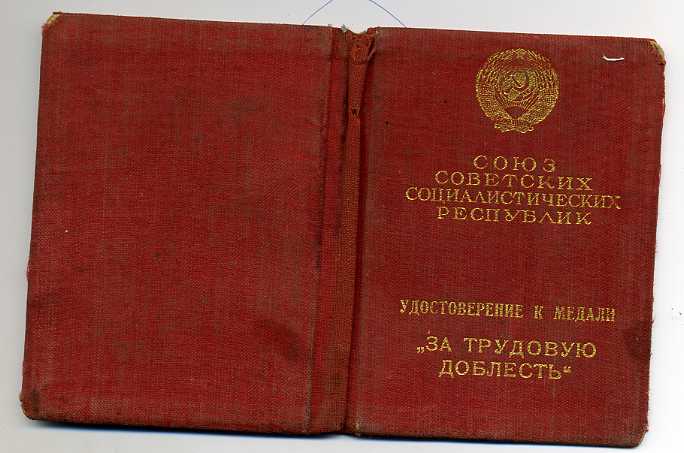 СОЮЗ
СОВЕТСКИХ
СОЦИАЛИСТИЧЕСКИХ
РЕСПУБЛИК
УДОСТОВЕРЕНИЕ К МЕДАЛИ
„ЗА ТРУДОВУЮ
ДОБЛЕСТЬ“